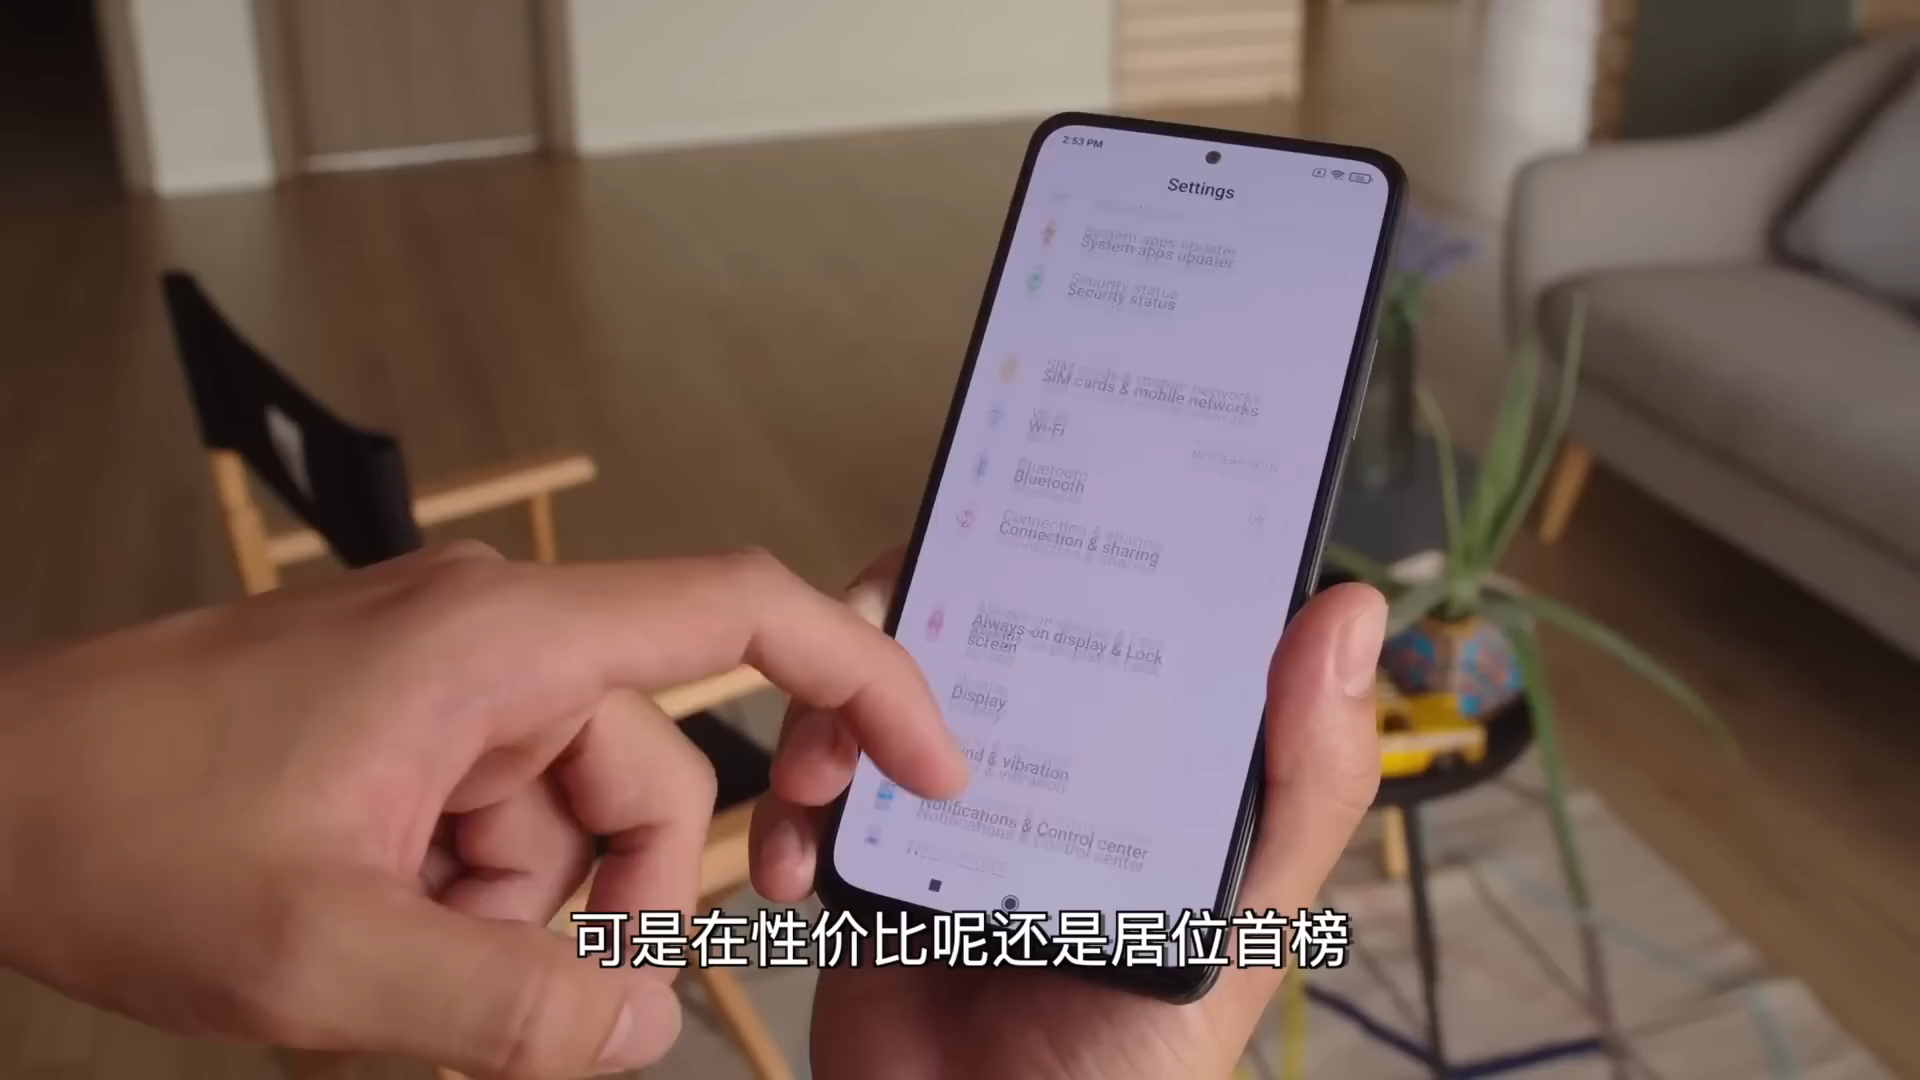 2:53 PM
Settings
System apps updater
Security status
SIM cards & mobile networks
Wi-Fi
Bluetooth
Connection & sharing
Always-on display & Lock
screen
Display
nd & vibration
Notifications & Control center
可是在性价比呢还是居位首榜